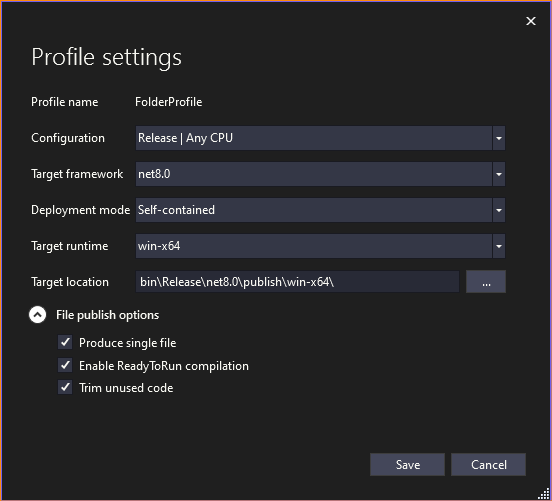 Profile settings
Profile name FolderProfile
Configuration Release | Any CPU
Target framework net8.0
Deployment mode Self-contained
Target runtime win-x64
Target location bin\Release\net8.0\publish\win-x64\ ...
File publish options
Produce single file
Enable ReadyToRun compilation
Trim unused code
Save Cancel